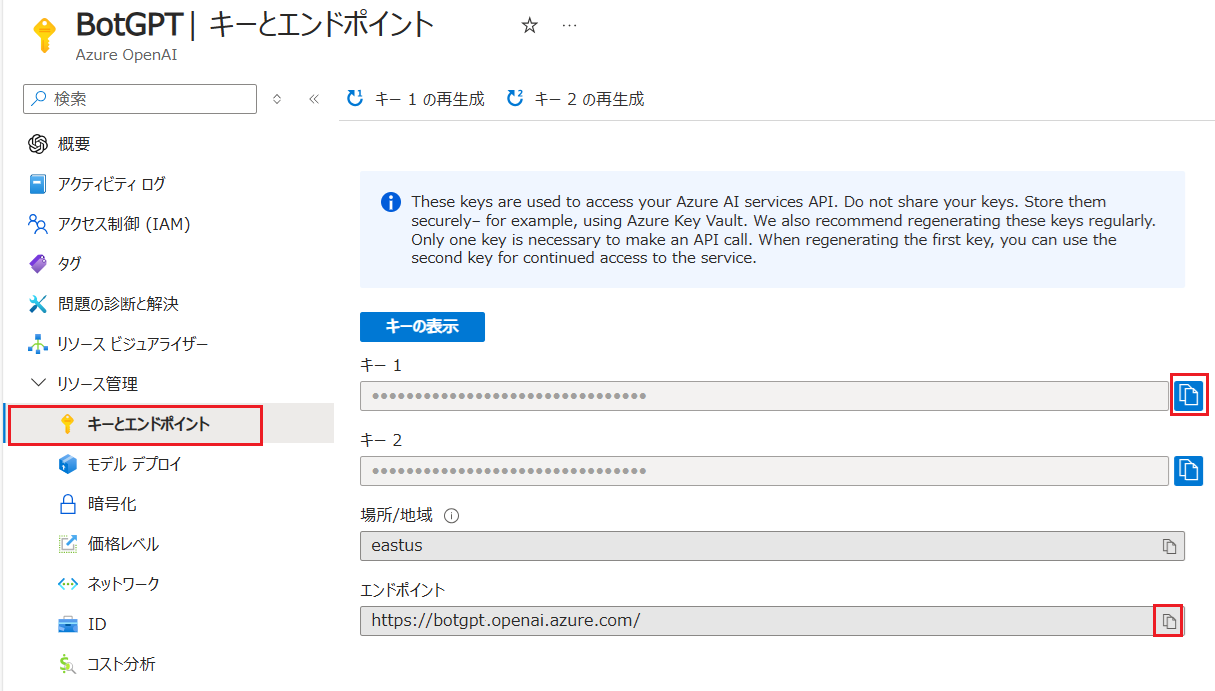 BotGPT | キーとエンドポイント
Azure OpenAI
検索
キー 1 の再生成
キー 2 の再生成
概要
アクティビティ ログ
アクセス制御 (IAM)
タグ
問題の診断と解決
リソース ビジュアライザー
リソース管理
キーとエンドポイント
モデル デプロイ
暗号化
価格レベル
ネットワーク
ID
コスト分析
These keys are used to access your Azure AI services API. Do not share your keys. Store them
securely– for example, using Azure Key Vault. We also recommend regenerating these keys regularly.
Only one key is necessary to make an API call. When regenerating the first key, you can use the
second key for continued access to the service.
キーの表示
キー 1
••••••••••••••••••••••••••••••••
キー 2
••••••••••••••••••••••••••••••••
場所/地域
eastus
エンドポイント
https://botgpt.openai.azure.com/